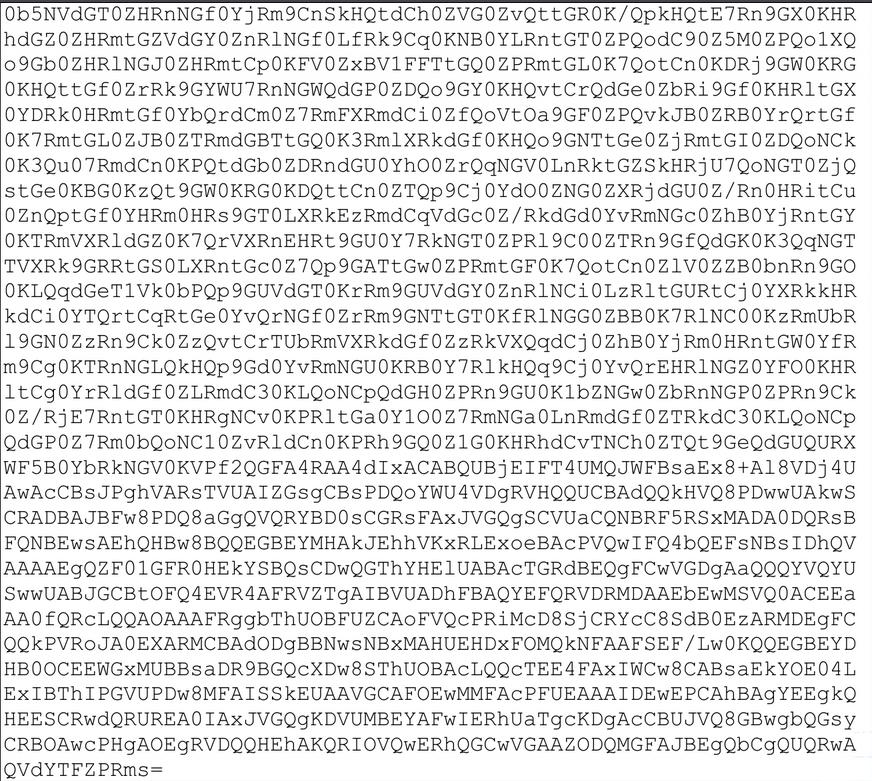 0b5NVdGT0ZHRnNGf0YjRm9CnSkHQtdCh0ZVG0ZvQttGR0K/QpkHQtE7Rn9GX0KHR
hdGZ0ZHRmtGZVdGY0ZnRlNGf0LfRk9Cq0KNB0YLRntGT0ZPQodC90Z5M0ZPQo1XQ
o9Gb0ZHRlNGJ0ZHRmtCp0KFV0ZxBV1FFTtGQ0ZPRmtGL0K7QotCn0KDRj9GW0KRG
0KHQttGf0ZrRk9GYWU7RnNGWQdGP0ZDQo9GY0KHQvtCrQdGe0ZbRi9Gf0KHRltGX
0YDRk0HRmtGf0YbQrdCm0Z7RmFXRmdCi0ZfQoVtOa9GF0ZPQvkJB0ZRB0YrQrtGf
0K7RmtGL0ZJB0ZTRmdGBTtGQ0K3RmlXRkdGf0KHQo9GNTtGe0ZjRmtGI0ZDQoNCk
0K3Qu07RmdCn0KPQtdGb0ZDRndGU0YhO0ZrQqNGV0LnRktGZSkHRjU7QoNGT0ZjQ
stGe0KBG0KzQt9GW0KRG0KDQttCn0ZTQp9Cj0YdO0ZNG0ZXRjdGU0Z/Rn0HRitCu
0ZnQptGf0YHRm0HRs9GT0LXRkEzRmdCqVdGc0Z/RkdGd0YvRmNGc0ZhB0YjRntGY
0KTRmVXRldGZ0K7QrVXRnEHRt9GU0Y7RkNGT0ZPRl9C00ZTRn9GfQdGK0K3QqNGT
TVXRk9GRRtGS0LXRntGc0Z7Qp9GATtGw0ZPRmtGF0K7QotCn0ZlV0ZZB0bnRn9GO
0KLQqdGeT1Vk0bPQp9GUVdGT0KrRm9GUVdGY0ZnRlNCi0LzRltGURtCj0YXRkkHR
kdCi0YTQrtCqRtGe0YvQrNGf0ZrRm9GNTtGT0KfRlNGG0ZBB0K7RlNC00KzRmUbR
l9GN0ZzRn9Ck0ZzQvtCrTUbRmVXRkdGf0ZzRkVXQqdCj0ZhB0YjRm0HRntGW0YfR
m9Cg0KTRnNGLQkHQp9Gd0YvRmNGU0KRB0Y7RlkHQq9Cj0YvQrEHRlNGZ0YFO0KHR
ltCg0YrRldGf0ZLRmdC30KLQoNCpQdGH0ZPRn9GU0K1bZNGw0ZbRnNGP0ZPRn9Ck
0Z/RjE7RntGT0KHRgNCv0KPRltGa0Y1O0Z7RmNGa0LnRmdGf0ZTRkdC30KLQoNCp
QdGP0Z7Rm0bQoNC10ZvRldCn0KPRh9GQ0Z1G0KHRhdCvTNCh0ZTQt9GeQdGUQURX
WF5B0YbRkNGV0KVPf2QGFA4RAA4dIxACABQUBjEIFT4UMQJWFBsaEx8+Al8VDj4U
AwAcCBsJPghVARsTVUAIZGsgCBsPDQoYWU4VDgRVHQQUCBAdQQkHVQ8PDwwUAkwS
CRADBAJBFw8PDQ8aGgQVQRYBD0sCGRsFAxJVGQgSCVUaCQNBRF5RSxMADA0DQRsB
FQNBEwsAEhQHBw8BQQEGBEYMHAkJEhhVKxRLExoeBAcPVQwIFQ4bQEFsNBsIDhQV
AAAAEgQZF01GFR0HEkYSBQsCDwQGThYHElUABAcTGRdBEQgFCwVGDgAaQQQYVQYU
SwwUABJGCBtOFQ4EVR4AFRVZTgAIBVUADhFBAQYEFQRVDRMDAAEbEwMSVQ0ACEEa
AA0fQRcLQQAOAAAFRggbThUOBFUZCAoFVQcPRiMcD8SjCRYcC8SdB0EzARMDEgFC
QQkPVRoJA0EXARMCBAdODgBBNwsNBxMAHUEHDxFOMQkNFAAFSEF/Lw0KQQEGBEYD
HB0OCEEWGxMUBBsaDR9BGQcXDw8SThUOBAcLQQcTEE4FAxIWCw8CABsaEkYOE04L
ExIBThIPGVUPDw8MFAISSkEUAAVGCAFOEwMMFAcPFUEAAAIDEwEPCAhBAgYEEgkQ
HEESCRwdQRUREA0IAxJVGQgKDVUMBEYAFwIERhUaTgcKDgAcCBUJVQ8GBwgbQGsy
CRBOAwcPHgAOEgRVDQQHEhAKQRIOVQwERhQGCwVGAAZODQMGFAJBEgQbCgQUQRwA
QVdYTFZPRms=